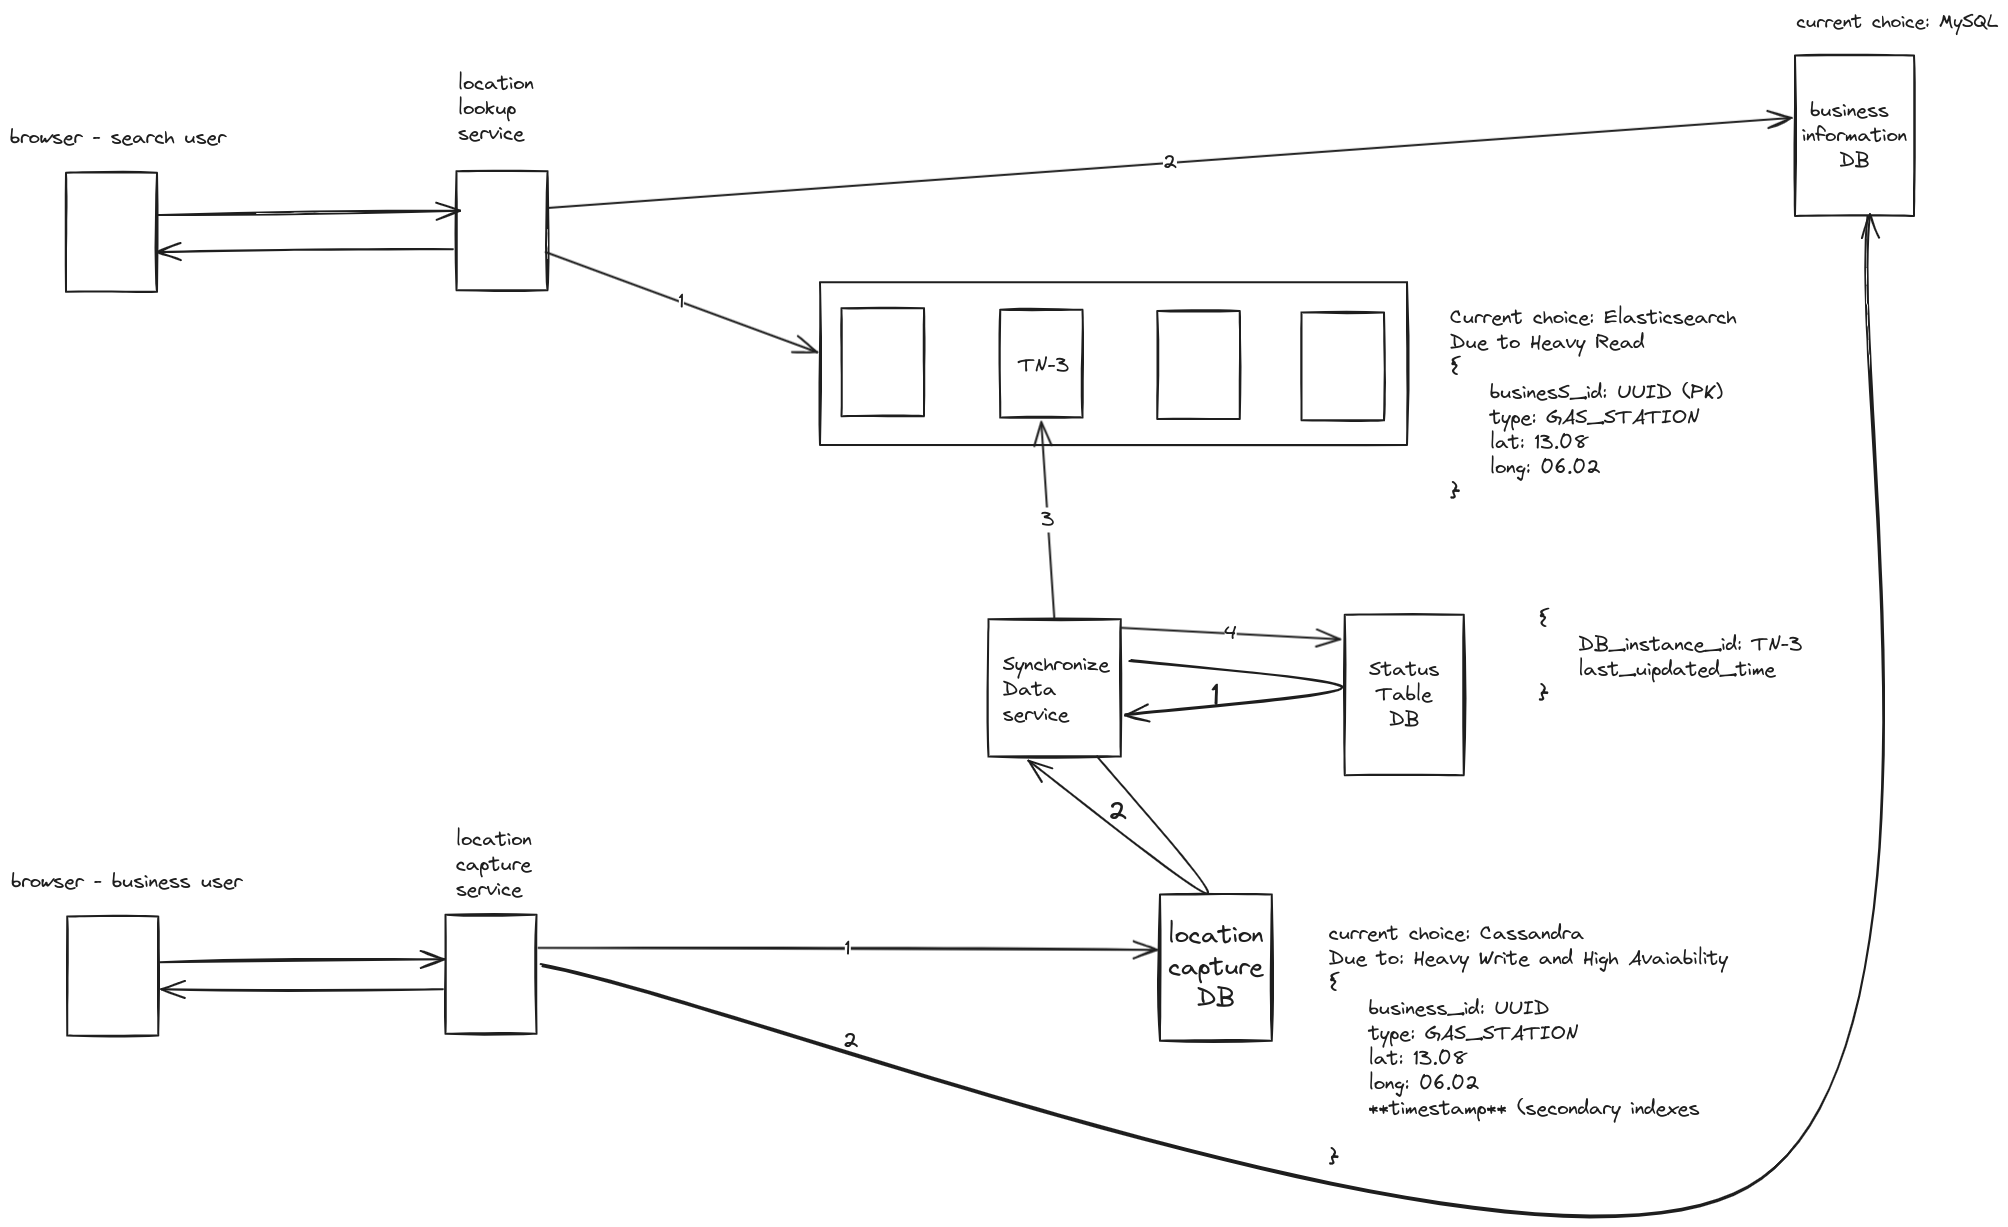 current choice: MySQL
business
information
DB
location
lookup
service
browser - search user
2
1
TN-3
Current choice: Elasticsearch
Due to Heavy Read
{
businesS_id: UUID (PK)
type: GAS_STATION
lat: 13.08
long: 06.02
}
3
Synchronize
Data
service
4
1
Status
Table
DB
{
DB_instance_id: TN-3
last_uipdated_time
}
2
location
capture
service
browser - business user
1
2
location
capture
DB
current choice: Cassandra
Due to: Heavy Write and High Avaiability
{
business_id: UUID
type: GAS_STATION
lat: 13.08
long: 06.02
**timestamp** (secondary indexes
}